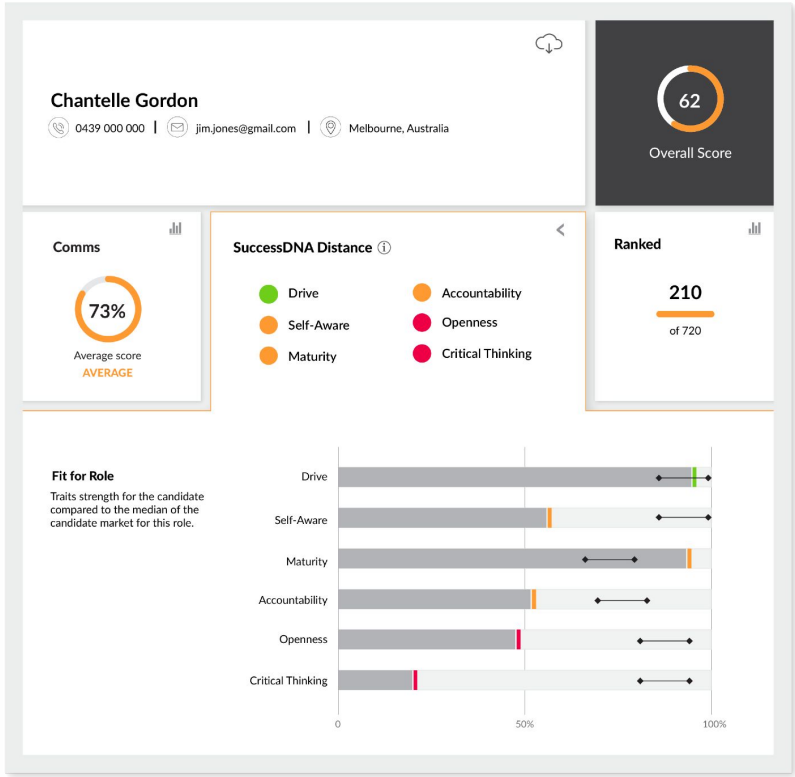 Chantelle Gordon
0439 000 000 | jim.jones@gmail.com | Melbourne, Australia
62
Overall Score
Comms
73%
Average score
AVERAGE
SuccessDNA Distance i
Drive
Self-Aware
Maturity
Accountability
Openness
Critical Thinking
Ranked
210
of 720
Fit for Role
Traits strength for the candidate
compared to the median of the
candidate market for this role.
Drive
Self-Aware
Maturity
Accountability
Openness
Critical Thinking
0 50% 100%